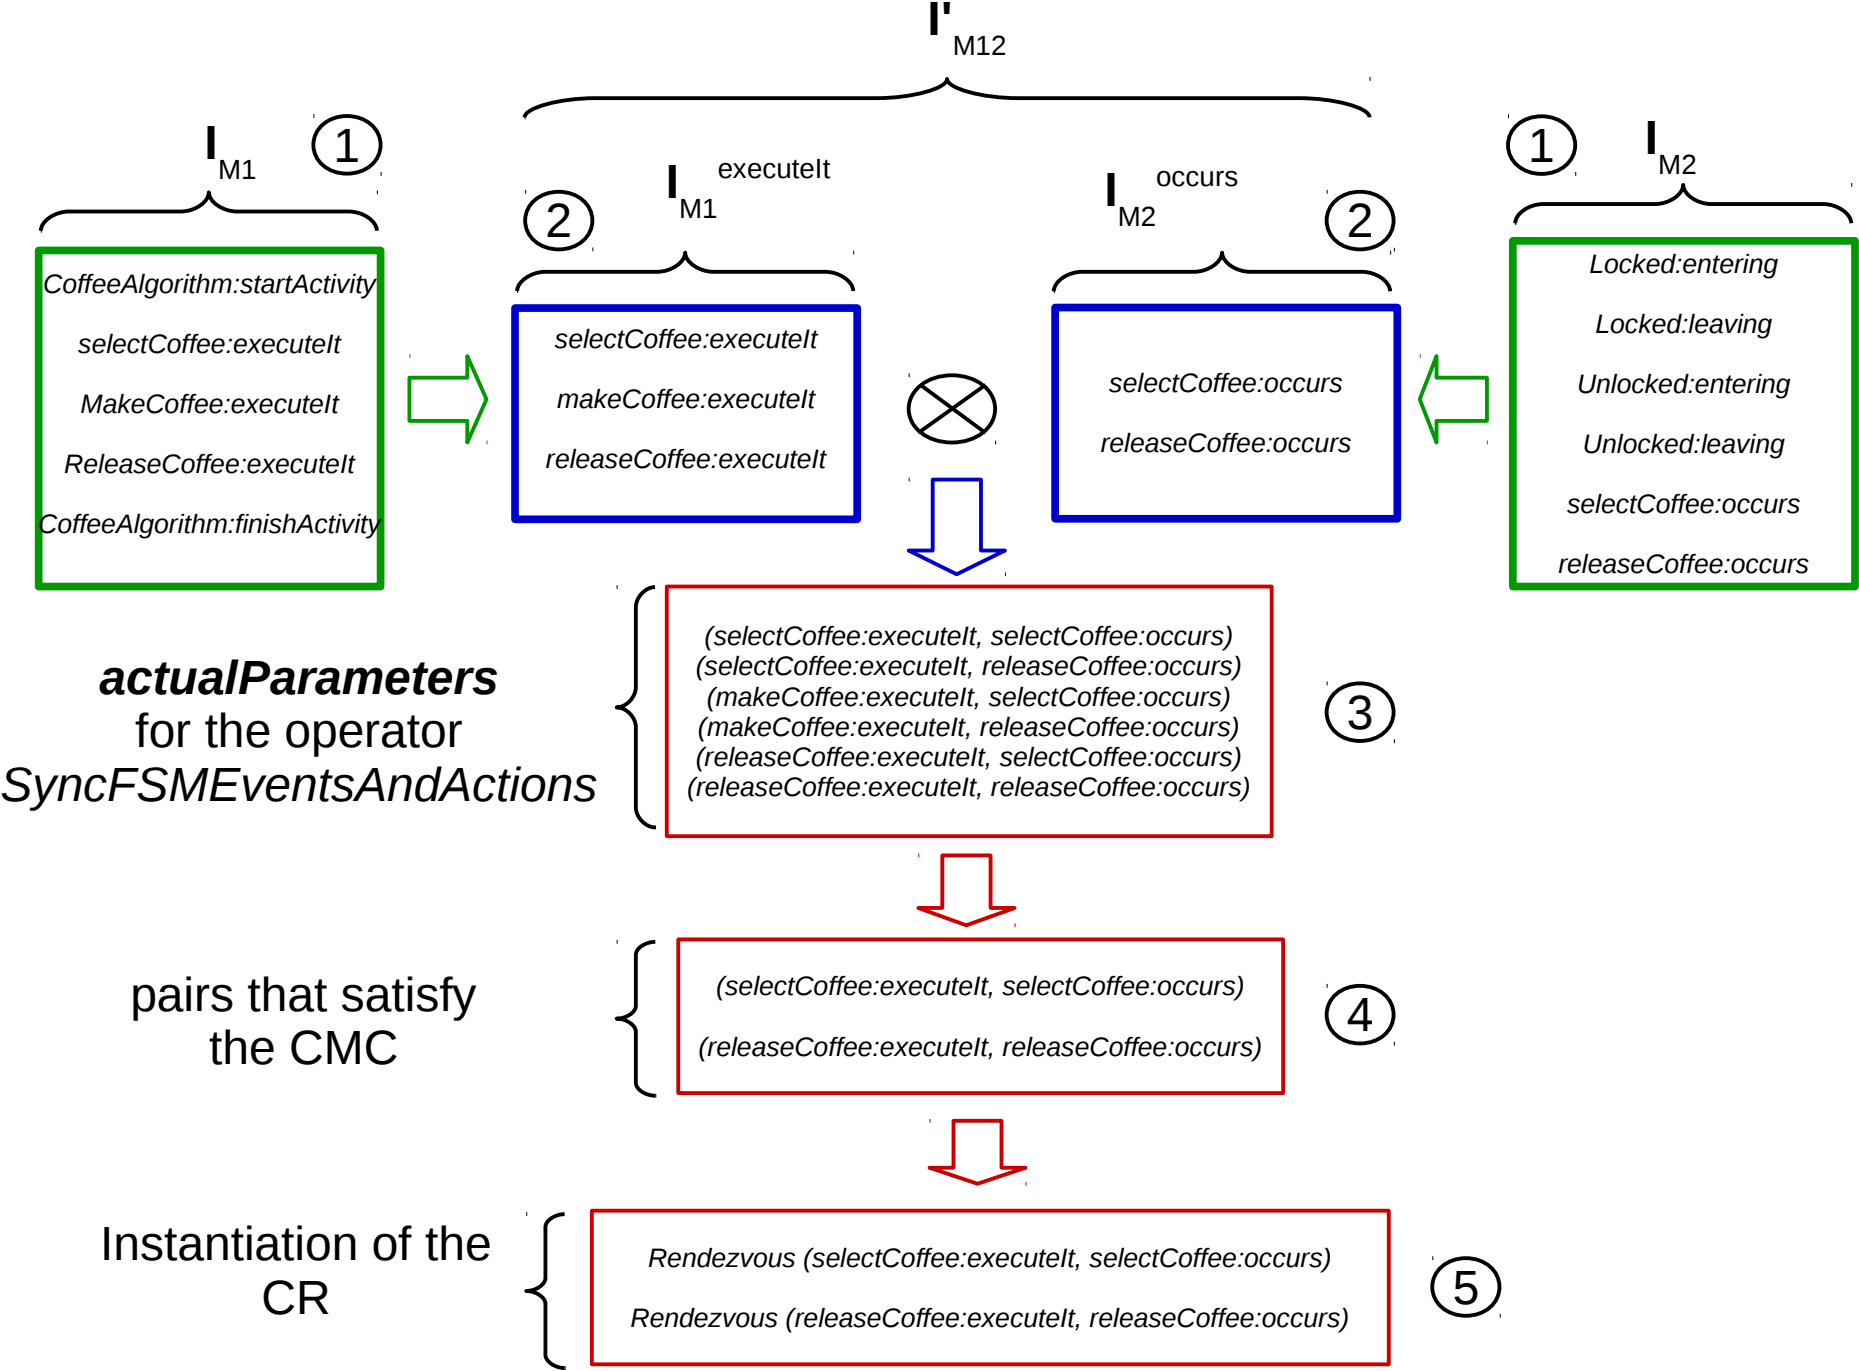 I'M12
IM1
1
IM1executeIt
2
IM2occurs
2
1
IM2
CoffeeAlgorithm:startActivity
selectCoffee:executeIt
MakeCoffee:executeIt
ReleaseCoffee:executeIt
CoffeeAlgorithm:finishActivity
selectCoffee:executeIt
makeCoffee:executeIt
releaseCoffee:executeIt
selectCoffee:occurs
releaseCoffee:occurs
Locked:entering
Locked:leaving
Unlocked:entering
Unlocked:leaving
selectCoffee:occurs
releaseCoffee:occurs
actualParameters
for the operator
SyncFSMEventsAndActions
(selectCoffee:executeIt, selectCoffee:occurs)
(selectCoffee:executeIt, releaseCoffee:occurs)
(makeCoffee:executeIt, selectCoffee:occurs)
(makeCoffee:executeIt, releaseCoffee:occurs)
(releaseCoffee:executeIt, selectCoffee:occurs)
(releaseCoffee:executeIt, releaseCoffee:occurs)
3
pairs that satisfy
the CMC
(selectCoffee:executeIt, selectCoffee:occurs)
(releaseCoffee:executeIt, releaseCoffee:occurs)
4
Instantiation of the
CR
Rendezvous (selectCoffee:executeIt, selectCoffee:occurs)
Rendezvous (releaseCoffee:executeIt, releaseCoffee:occurs)
5